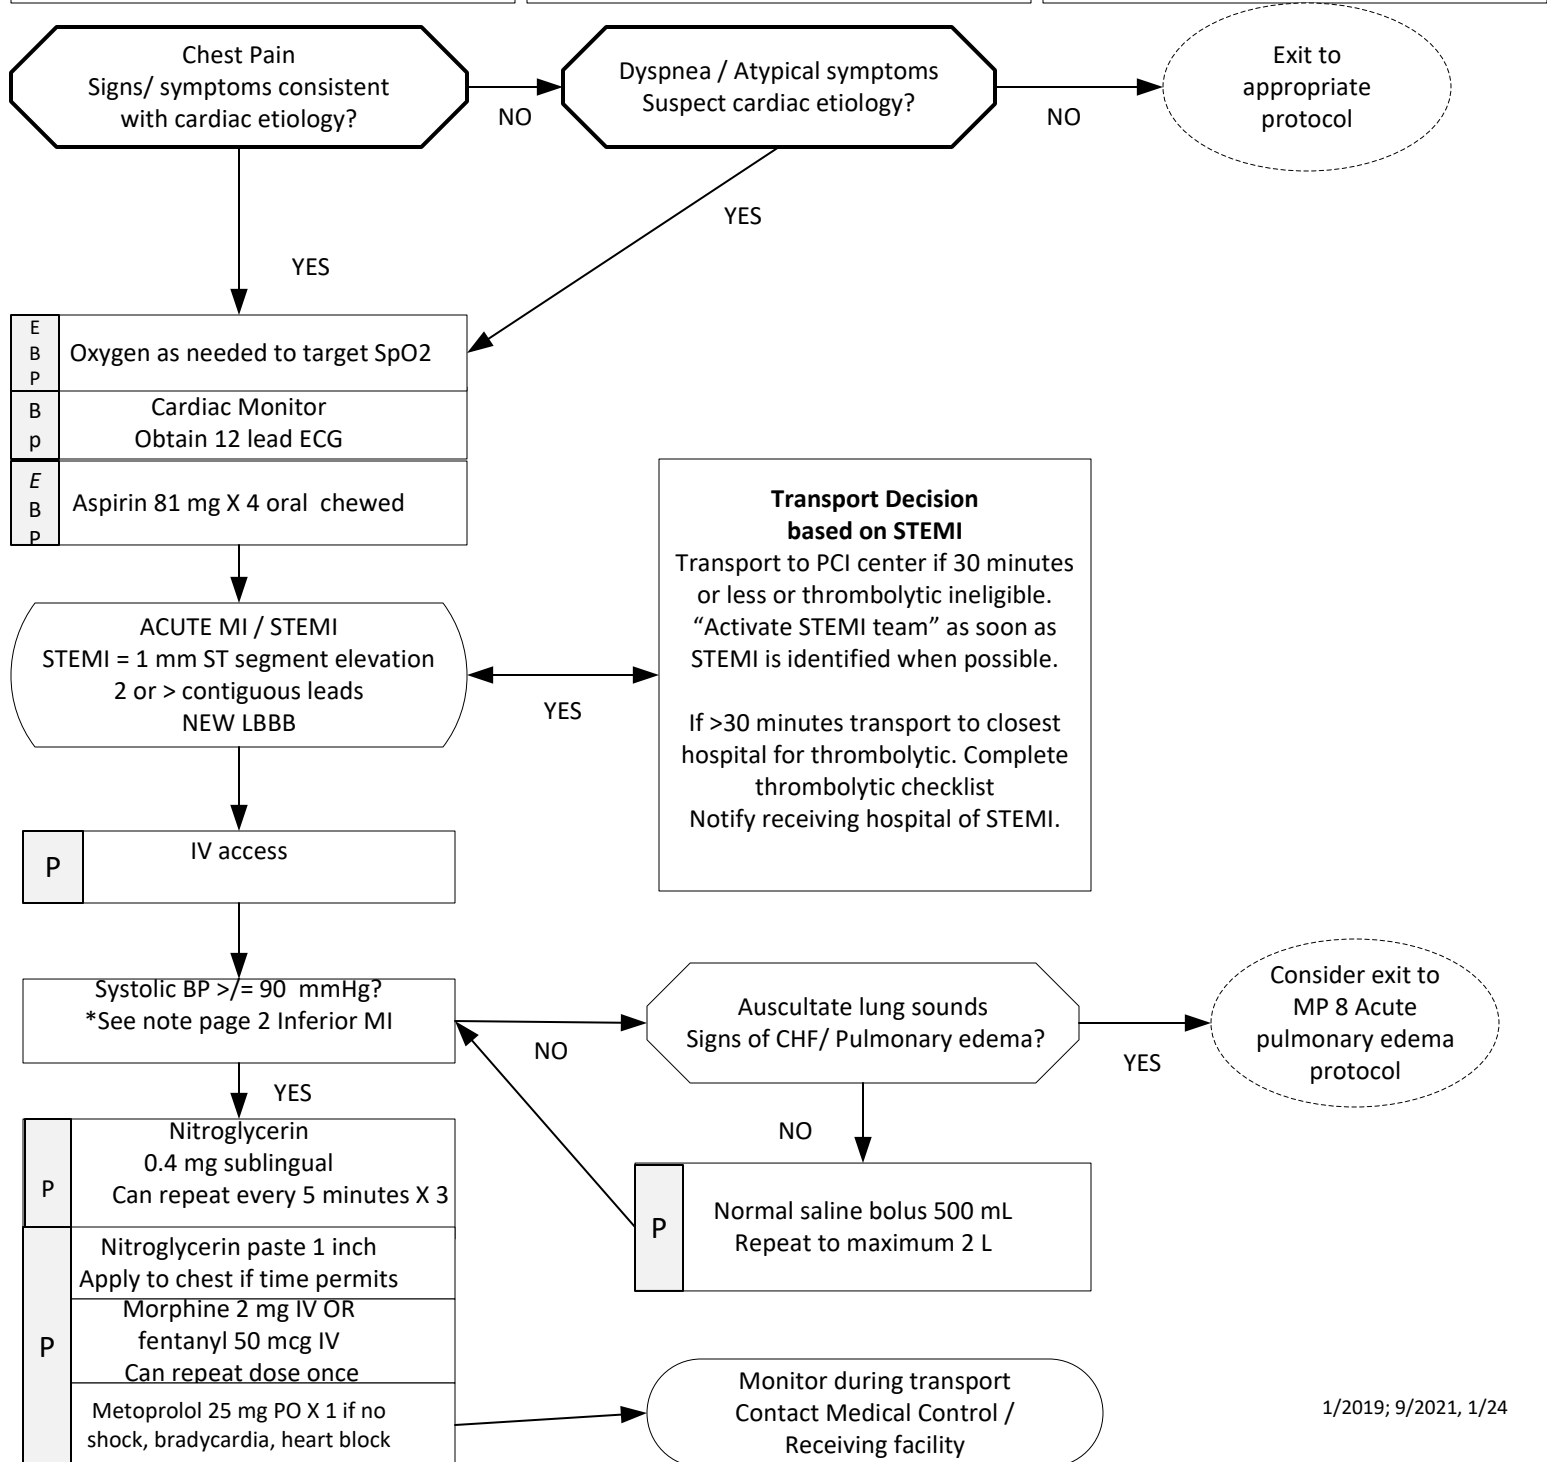 Chest Pain
Signs/ symptoms consistent
with cardiac etiology?
NO
Dyspnea / Atypical symptoms
Suspect cardiac etiology?
NO
Exit to
appropriate
protocol
YES
YES
E
B
P
Oxygen as needed to target SpO2
B
p
Cardiac Monitor
Obtain 12 lead ECG
E
B
P
Aspirin 81 mg X 4 oral  chewed
ACUTE MI / STEMI
STEMI = 1 mm ST segment elevation
2 or > contiguous leads
NEW LBBB
YES
Transport Decision
based on STEMI
Transport to PCI center if 30 minutes
or less or thrombolytic ineligible.
“Activate STEMI team” as soon as
STEMI is identified when possible.
If >30 minutes transport to closest
hospital for thrombolytic. Complete
thrombolytic checklist
Notify receiving hospital of STEMI.
P
IV access
Systolic BP >/= 90  mmHg?
*See note page 2 Inferior MI
NO
Auscultate lung sounds
Signs of CHF/ Pulmonary edema?
YES
Consider exit to
MP 8 Acute
pulmonary edema
protocol
YES
NO
P
Nitroglycerin
0.4 mg sublingual
Can repeat every 5 minutes X 3
P
Normal saline bolus 500 mL
Repeat to maximum 2 L
P
Nitroglycerin paste 1 inch
Apply to chest if time permits
Morphine 2 mg IV OR
fentanyl 50 mcg IV
Can repeat dose once
Metoprolol 25 mg PO X 1 if no
shock, bradycardia, heart block
Monitor during transport
Contact Medical Control /
Receiving facility
1/2019; 9/2021, 1/24